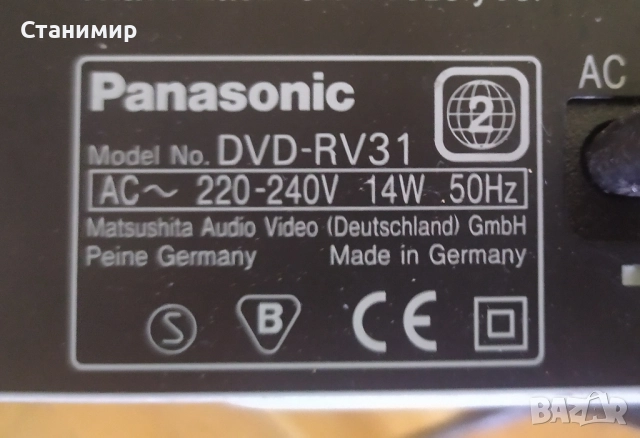 Станимир
Panasonic
2
AC
Model No. DVD-RV31
AC~ 220-240V 14W 50Hz
Matsushita Audio Video (Deutschland) GmbH
Peine Germany Made in Germany
S B CE
BAZAR